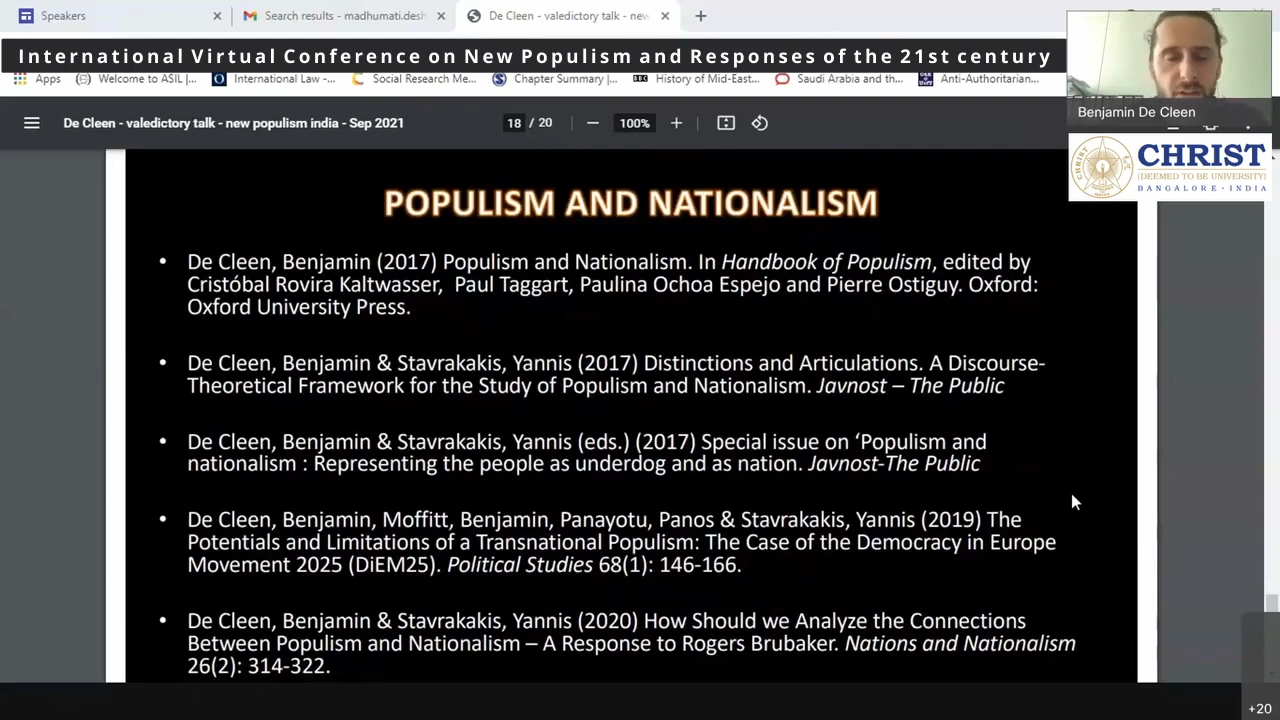 Speakers
Search results - madhumati.desh
De Cleen - valedictory talk - new
International Virtual Conference on New Populism and Responses of the 21st century
Apps
Welcome to ASIL |...
International Law -...
Social Research Me...
Chapter Summary |...
BBC
History of Mid-East...
Saudi Arabia and th...
Anti-Authoritarian...
Benjamin De Cleen
De Cleen - valedictory talk - new populism india - Sep 2021
18 / 20
100%
CHRIST
(DEEMED TO BE UNIVERSITY)
BANGALORE · INDIA
POPULISM AND NATIONALISM
• De Cleen, Benjamin (2017) Populism and Nationalism. In Handbook of Populism, edited by
Cristóbal Rovira Kaltwasser, Paul Taggart, Paulina Ochoa Espejo and Pierre Ostiguy. Oxford:
Oxford University Press.
• De Cleen, Benjamin & Stavrakakis, Yannis (2017) Distinctions and Articulations. A Discourse-
Theoretical Framework for the Study of Populism and Nationalism. Javnost – The Public
• De Cleen, Benjamin & Stavrakakis, Yannis (eds.) (2017) Special issue on ‘Populism and
nationalism : Representing the people as underdog and as nation. Javnost-The Public
• De Cleen, Benjamin, Moffitt, Benjamin, Panayotu, Panos & Stavrakakis, Yannis (2019) The
Potentials and Limitations of a Transnational Populism: The Case of the Democracy in Europe
Movement 2025 (DiEM25). Political Studies 68(1): 146-166.
• De Cleen, Benjamin & Stavrakakis, Yannis (2020) How Should we Analyze the Connections
Between Populism and Nationalism – A Response to Rogers Brubaker. Nations and Nationalism
26(2): 314-322.
+20